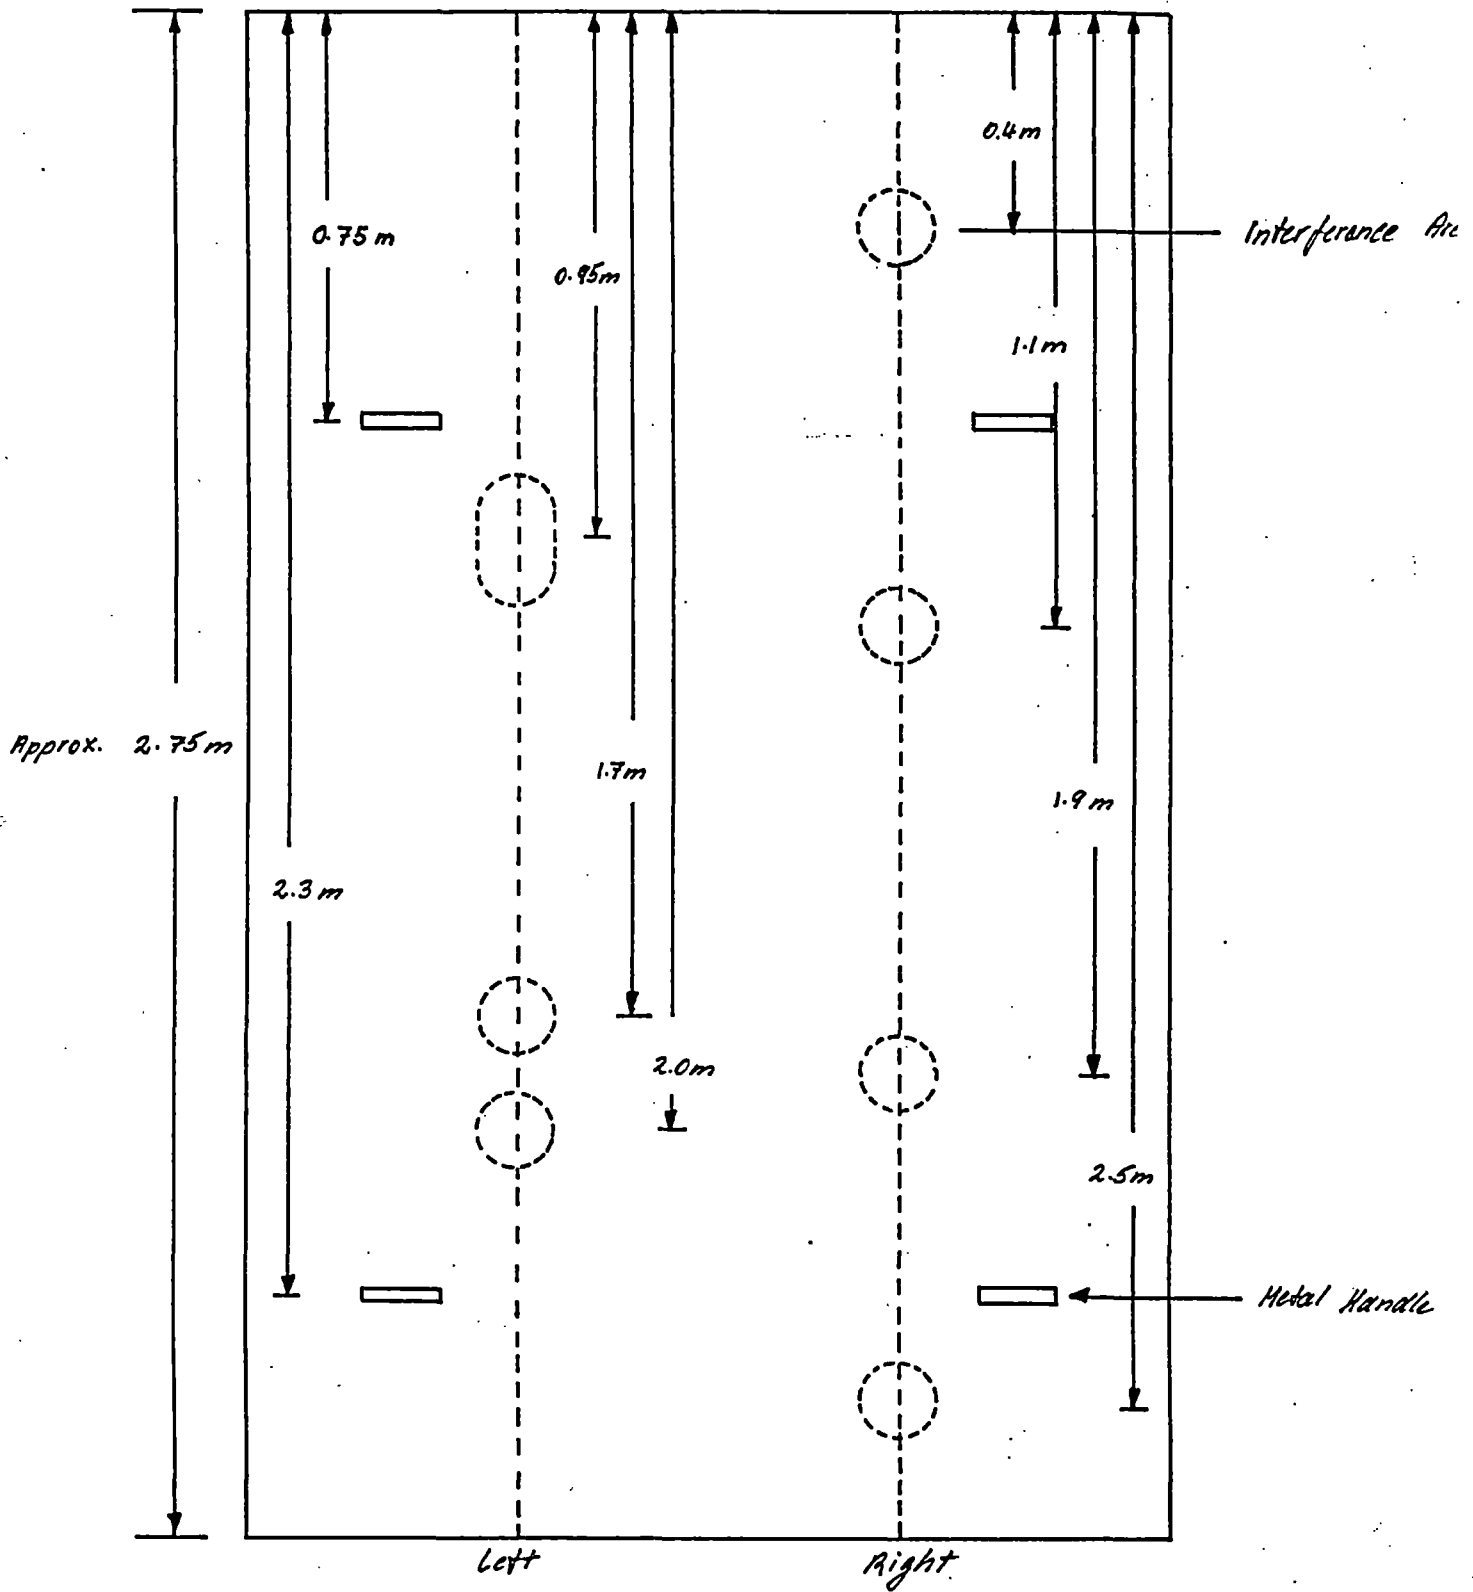 0.4m
0.75m
Interferance
0.95m
1.1m
Approx. 2.75m
1.7m
1.9m
2.3m
2.0m
2.5m
Metal Handle
Left
Right